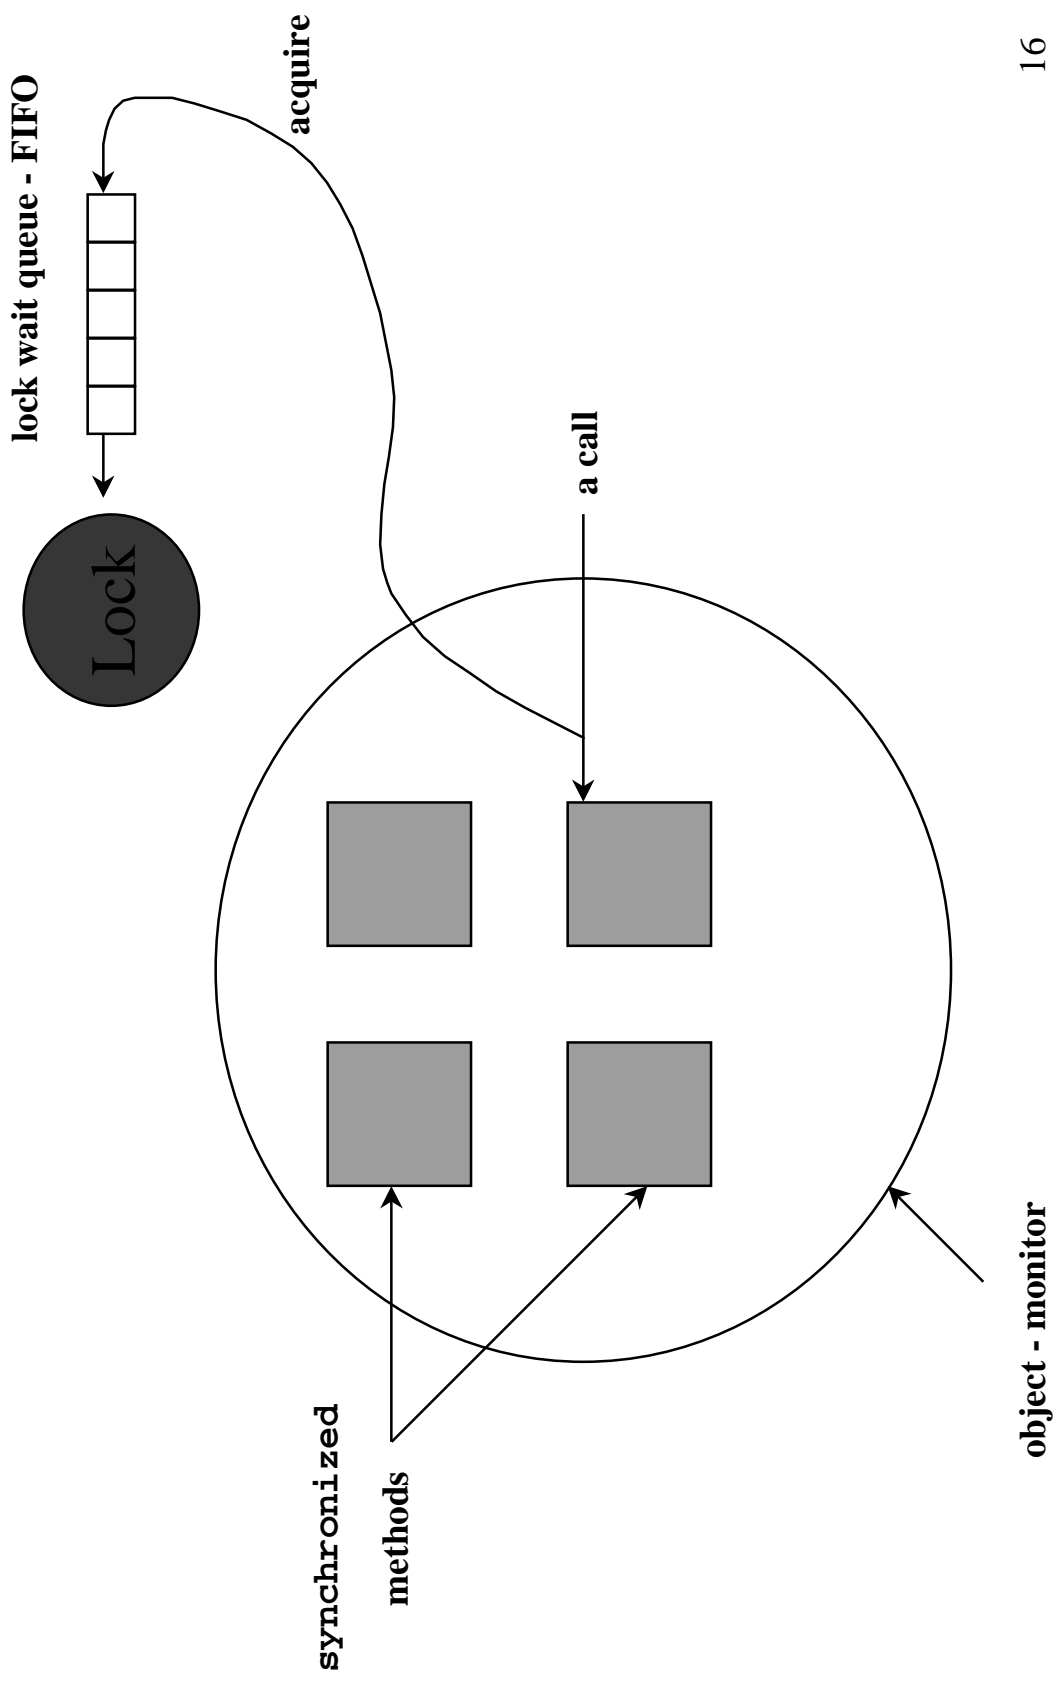 lock wait queue - FIFO
Lock
acquire
synchronized
methods
a call
object - monitor
16